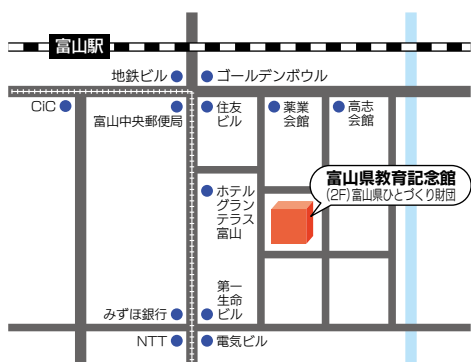 富山駅
地鉄ビル
ゴールデンボウル
CiC
富山中央郵便局
住友
ビル
薬業
会館
高志
会館
富山県教育記念館
(2F)富山県ひとづくり財団
ホテル
グラン
テラス
富山
第一
生命
ビル
みずほ銀行
NTT
電気ビル